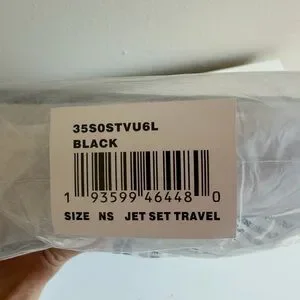 35S0STVU6L
BLACK
1 93599 46448 0
SIZE NS JET SET TRAVEL